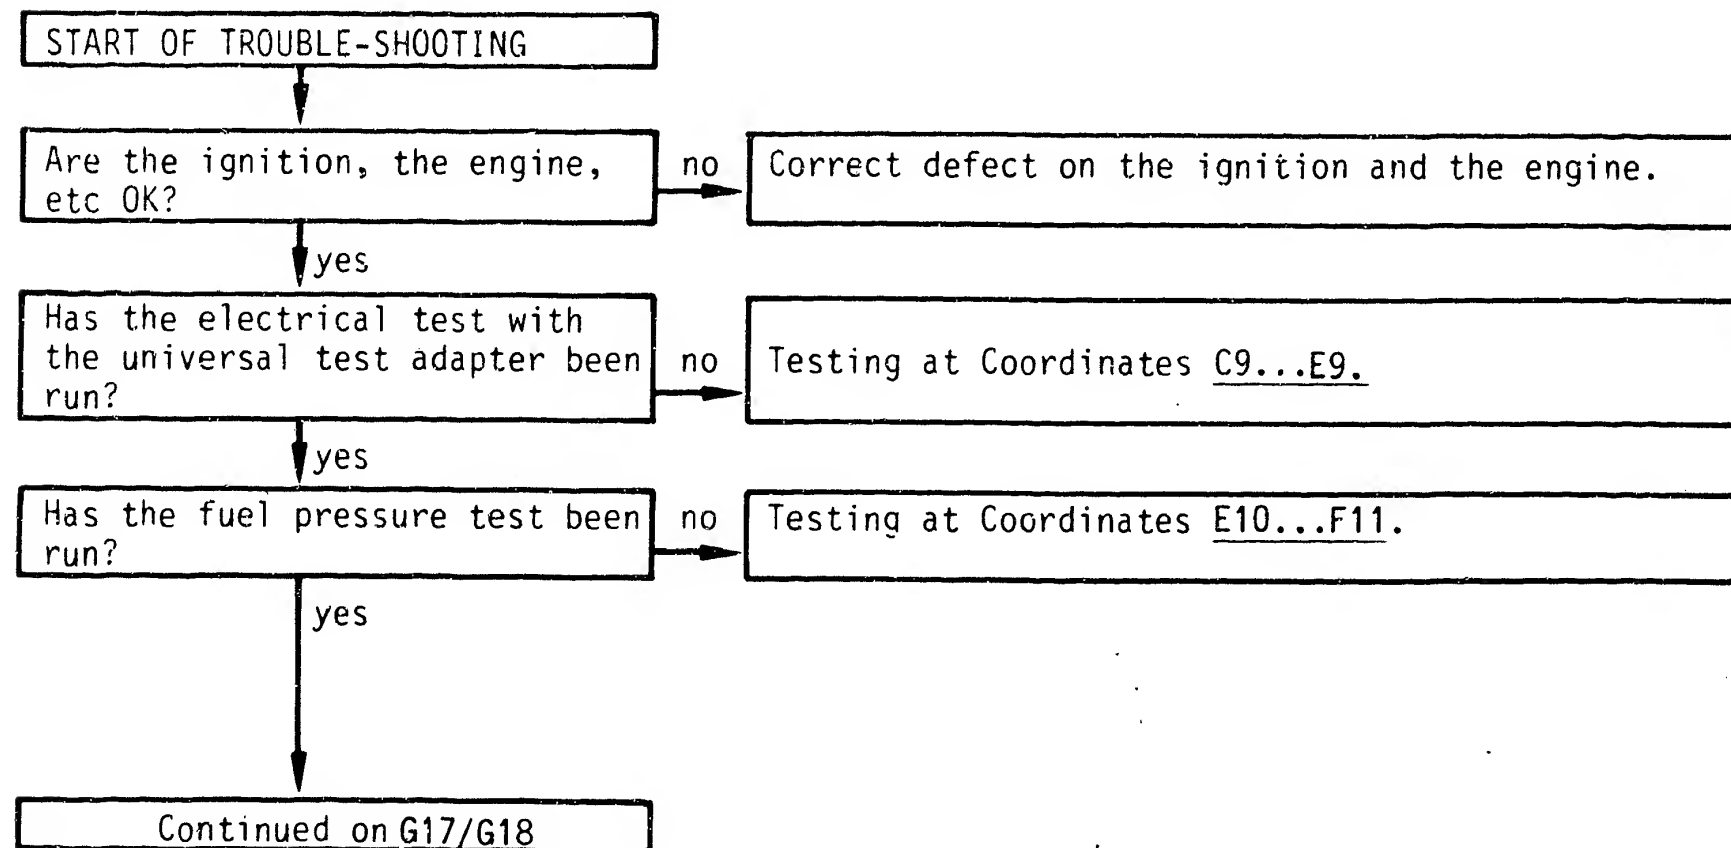 START OF TROUBLE-SHOOTING
Are the ignition, the engine,
etc OK?
no
Correct defect on the ignition and the engine.
yes
Has the electrical test with
the universal test adapter been
run?
no
Testing at Coordinates C9...E9.
yes
Has the fuel pressure test been
run?
no
Testing at Coordinates E10...F11.
yes
Continued on G17/G18